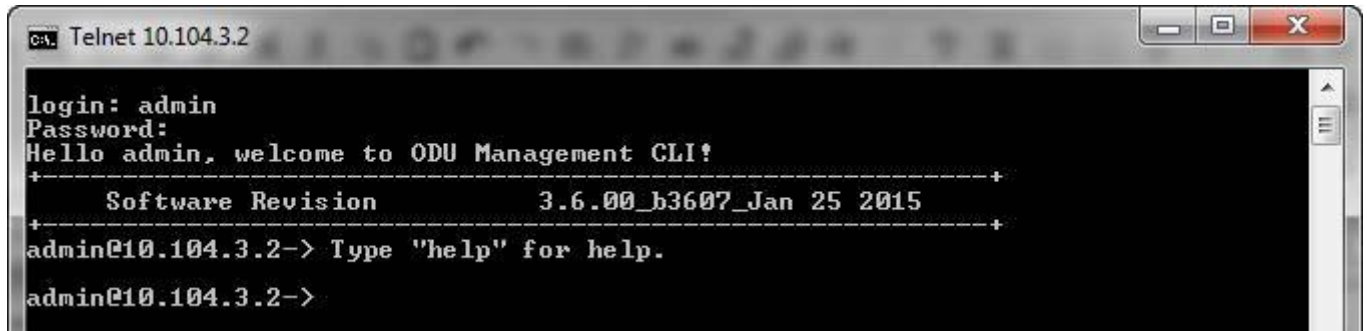 Telnet 10.104.3.2
login: admin
Password:
Hello admin, welcome to ODU Management CLI!
+-----------------------------------------------------------+
Software Revision 3.6.00_b3607_Jan 25 2015
+-----------------------------------------------------------+
admin@10.104.3.2-> Type "help" for help.
admin@10.104.3.2->